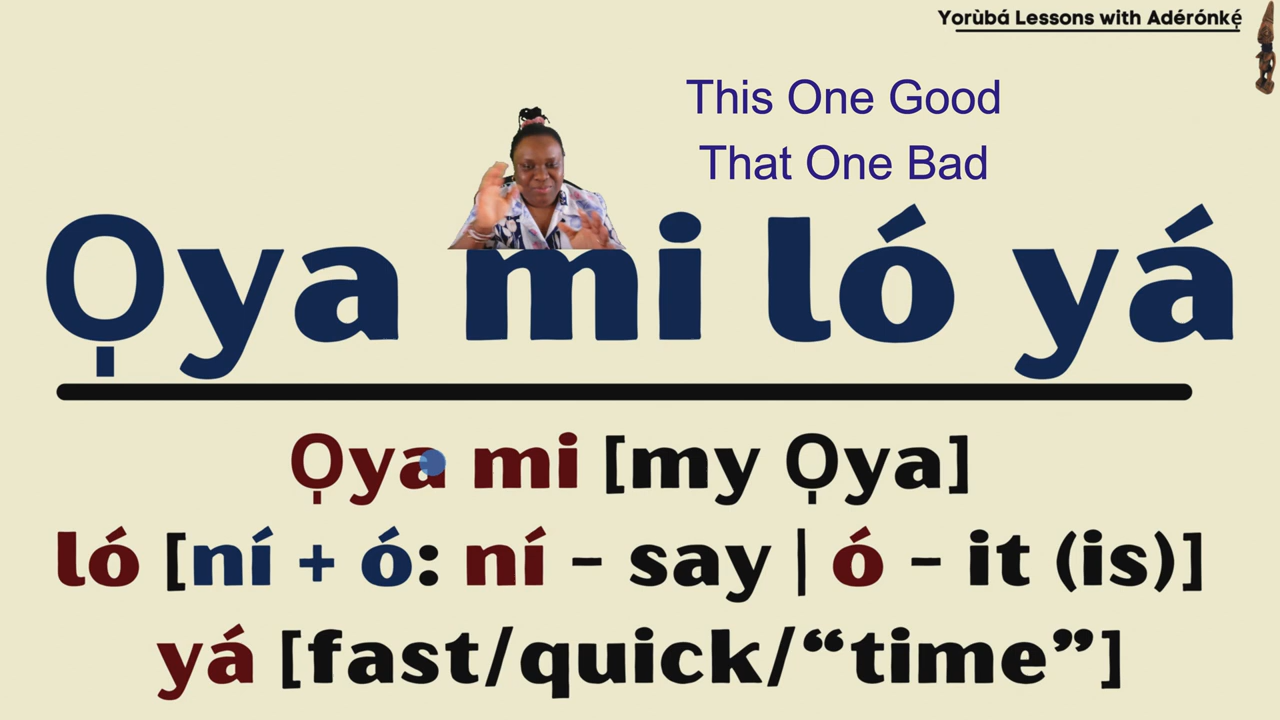 Yorùbá Lessons with Adérónkẹ́
This One Good
That One Bad
Ọya mi ló yá
Ọya mi [my Ọya]
ló [ní + ó: ní - say | ó - it (is)]
yá [fast/quick/“time”]